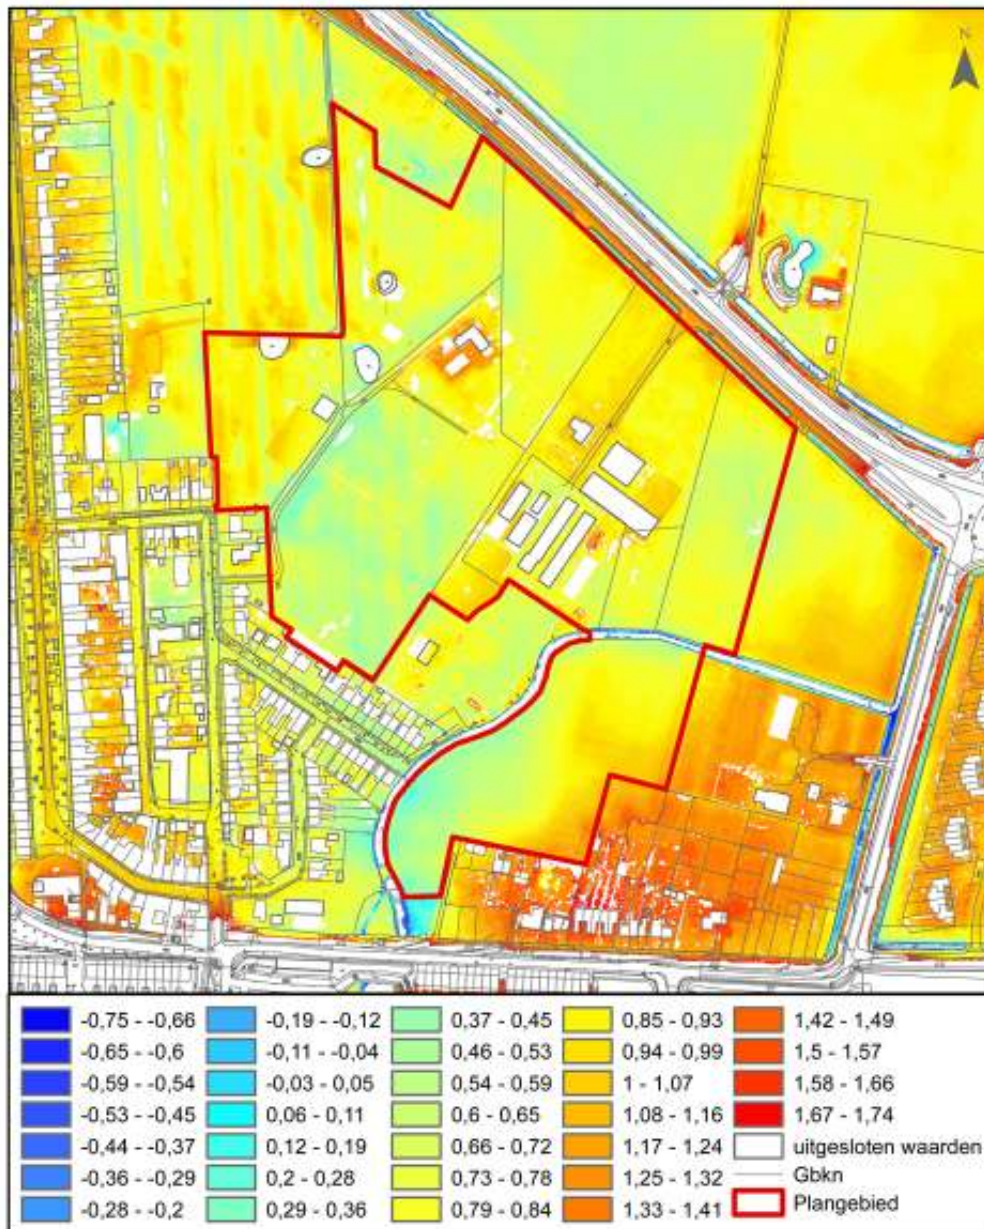 N
-0,75 - -0,66
-0,65 - -0,6
-0,59 - -0,54
-0,53 - -0,45
-0,44 - -0,37
-0,36 - -0,29
-0,28 - -0,2
-0,19 - -0,12
-0,11 - -0,04
-0,03 - 0,05
0,06 - 0,11
0,12 - 0,19
0,2 - 0,28
0,29 - 0,36
0,37 - 0,45
0,46 - 0,53
0,54 - 0,59
0,6 - 0,65
0,66 - 0,72
0,73 - 0,78
0,79 - 0,84
0,85 - 0,93
0,94 - 0,99
1 - 1,07
1,08 - 1,16
1,17 - 1,24
1,25 - 1,32
1,33 - 1,41
1,42 - 1,49
1,5 - 1,57
1,58 - 1,66
1,67 - 1,74
uitgesloten waarden
Gbkn
Plangebied